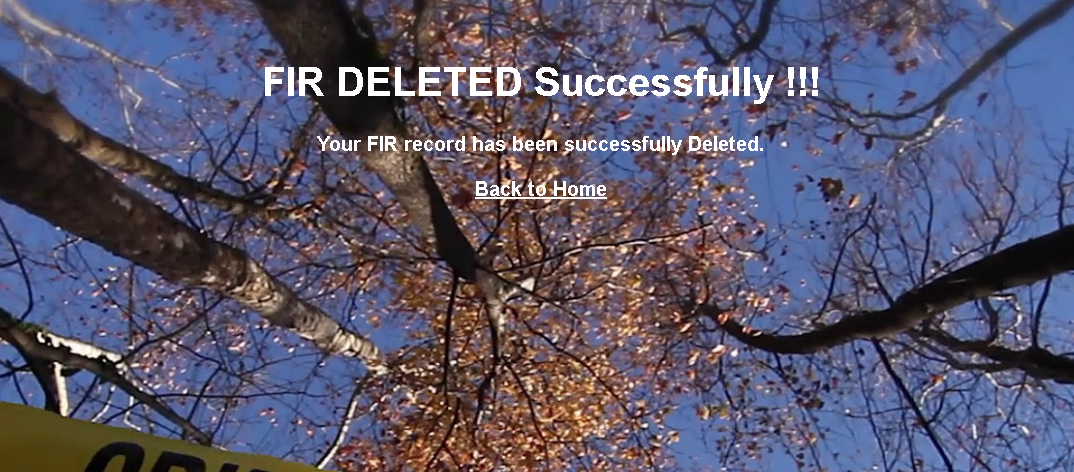 FIR DELETED Successfully !!!
Your FIR record has been successfully Deleted.
Back to Home